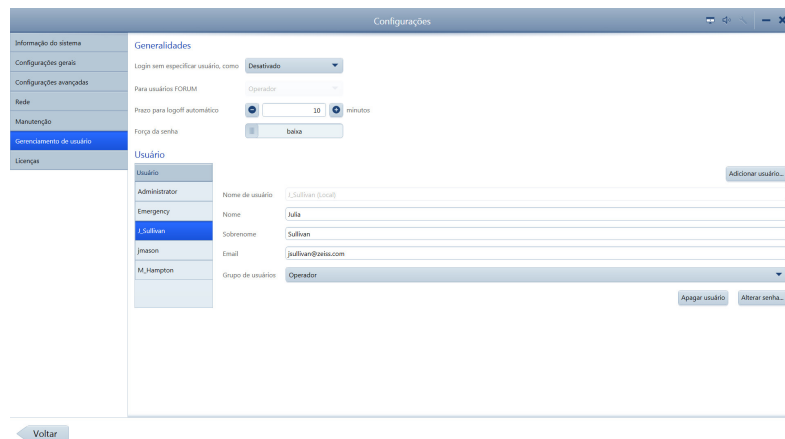 Configurações
Informação do sistema
Configurações gerais
Configurações avançadas
Rede
Manutenção
Gerenciamento de usuário
Licenças
Generalidades
Login sem especificar usuário, como Desativado
Para usuários FORUM Operador
Prazo para logoff automático 10 minutos
Força da senha baixa
Usuário
Usuário
Administrator
Emergency
J_Sullivan
jmason
M_Hampton
Adicionar usuário...
Nome de usuário J_Sullivan (Local)
Nome Julia
Sobrenome Sullivan
Email jsullivan@zeiss.com
Grupo de usuários Operador
Apagar usuário Alterar senha...
Voltar